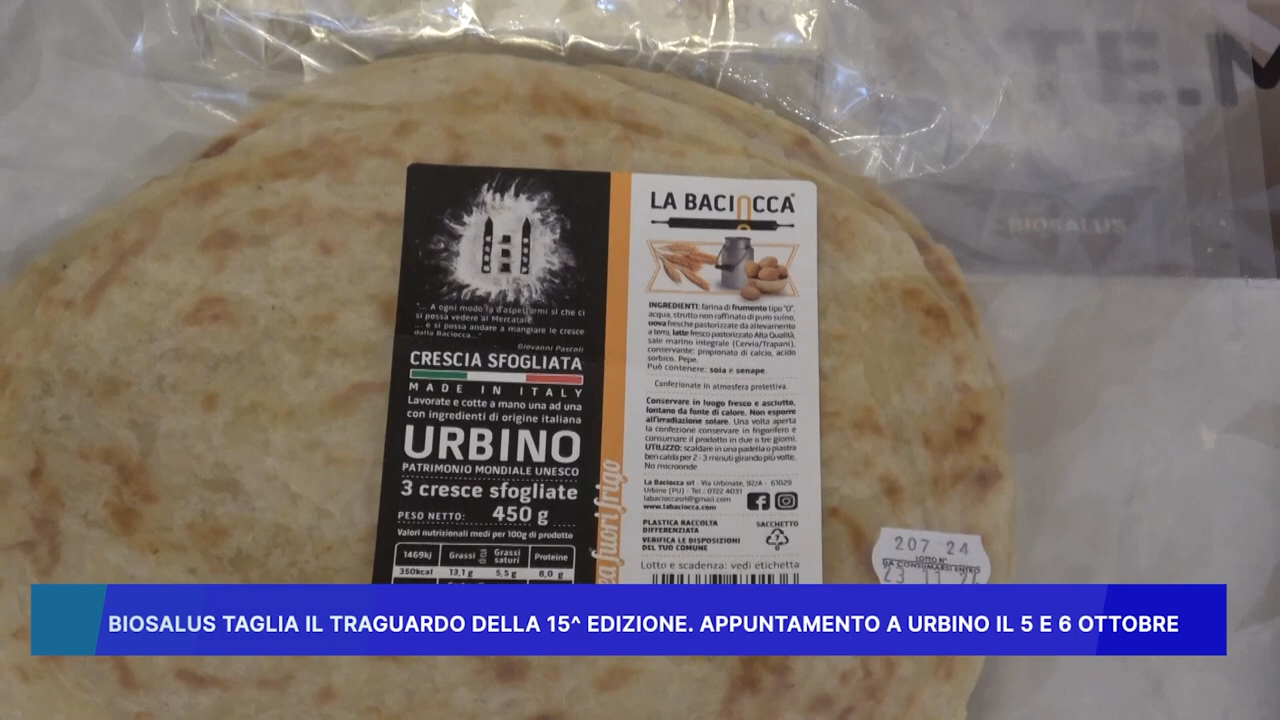 TE.
BIOSALUS
"... A ogni modo fa d'aspettarmi sì che ci
si possa vedere al Mercatale
... e si possa andare a mangiare le cresce
dalla Baciocca..."
Giovanni Pascoli
CRESCIA SFOGLIATA
MADE IN ITALY
Lavorate e cotte a mano una ad una
con ingredienti di origine italiana
URBINO
PATRIMONIO MONDIALE UNESCO
3 cresce sfogliate
PESO NETTO: 450 g
Valori nutrizionali medi per 100g di prodotto
1469kj Grassi di cui Grassi saturi Proteine
350kcal 13,1 g 5,5 g 8,0 g
fuori frigo
LA BACIOCCA®
INGREDIENTI: farina di frumento tipo "0",
acqua, strutto non raffinato di puro suino,
uova fresche pastorizzate da allevamento
a terra, latte fresco pastorizzato Alta Qualità,
sale marino integrale (Cervia/Trapani),
conservante: propionato di calcio, acido
sorbico. Pepe.
Può contenere: soia e senape.
Confezionate in atmosfera protettiva.
Conservare in luogo fresco e asciutto,
lontano da fonte di calore. Non esporre
all'irradiazione solare. Una volta aperta
la confezione conservare in frigorifero e
consumare il prodotto in due o tre giorni.
UTILIZZO: scaldare in una padella o piastra
ben calda per 2 - 3 minuti girando più volte.
No microonde
La Baciocca srl - Via Urbinate, 92/A - 61029
Urbino (PU) - Tel.: 0722 4031
labacioccasrl@gmail.com
www.labaciocca.com
PLASTICA RACCOLTA
DIFFERENZIATA
VERIFICA LE DISPOSIZIONI
DEL TUO COMUNE
SACCHETTO
7
Lotto e scadenza: vedi etichetta
207 24
LOTTO N°
DA CONSUMARSI ENTRO
BIOSALUS TAGLIA IL TRAGUARDO DELLA 15^ EDIZIONE. APPUNTAMENTO A URBINO IL 5 E 6 OTTOBRE